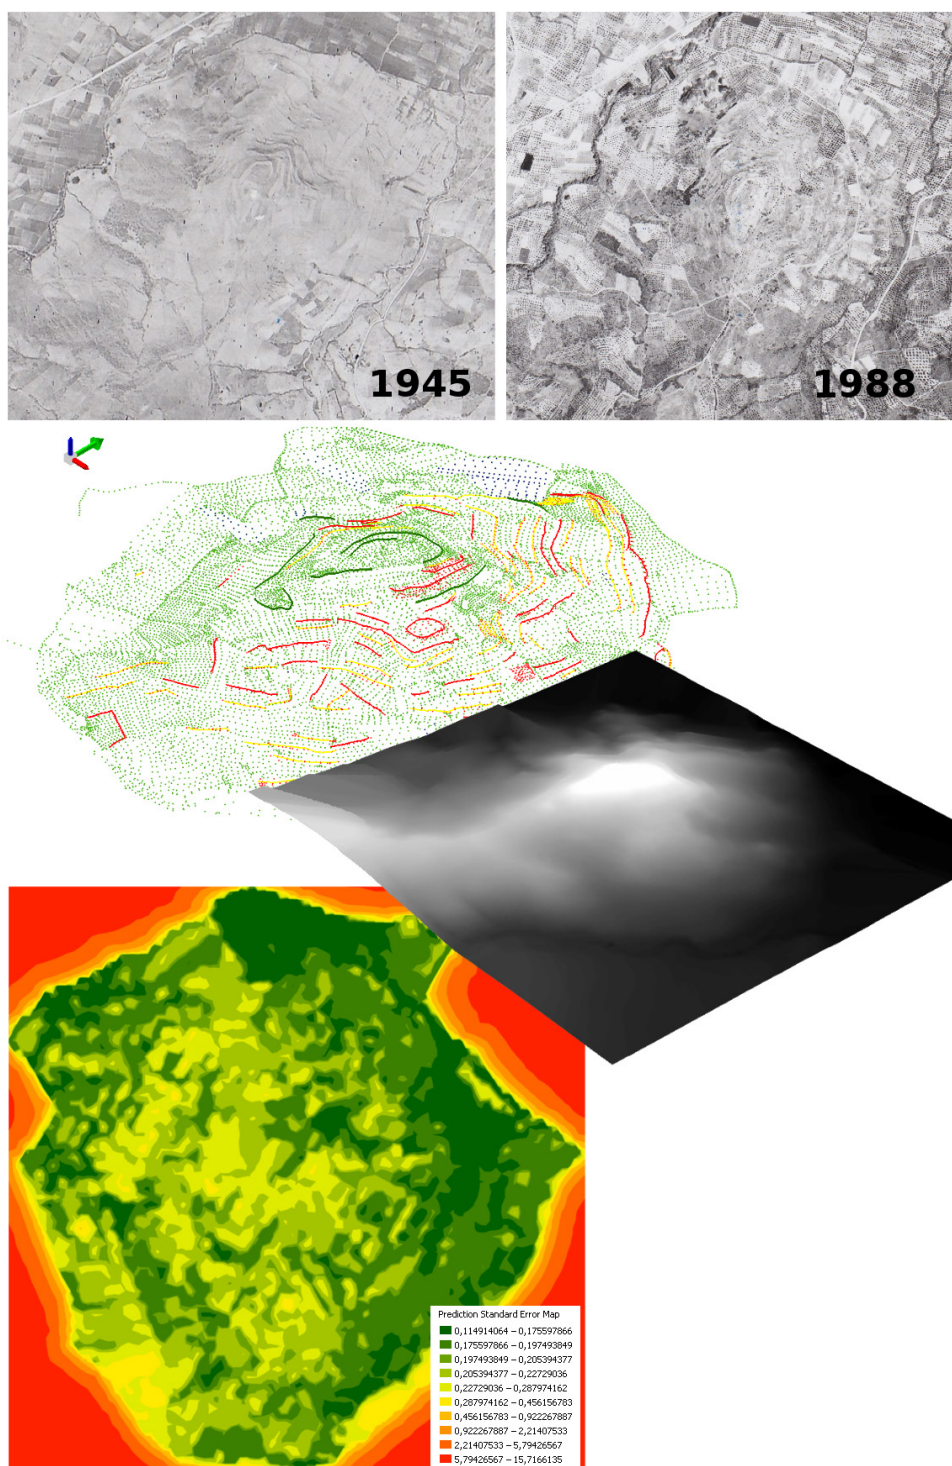 1945
1988
Prediction Standard Error Map
0,114914064 – 0,175597866
0,175597866 – 0,197493849
0,197493849 – 0,205394377
0,205394377 – 0,22729036
0,22729036 – 0,287974162
0,287974162 – 0,456156783
0,456156783 – 0,922267887
0,922267887 – 2,21407533
2,21407533 – 5,79426567
5,79426567 – 15,7166135